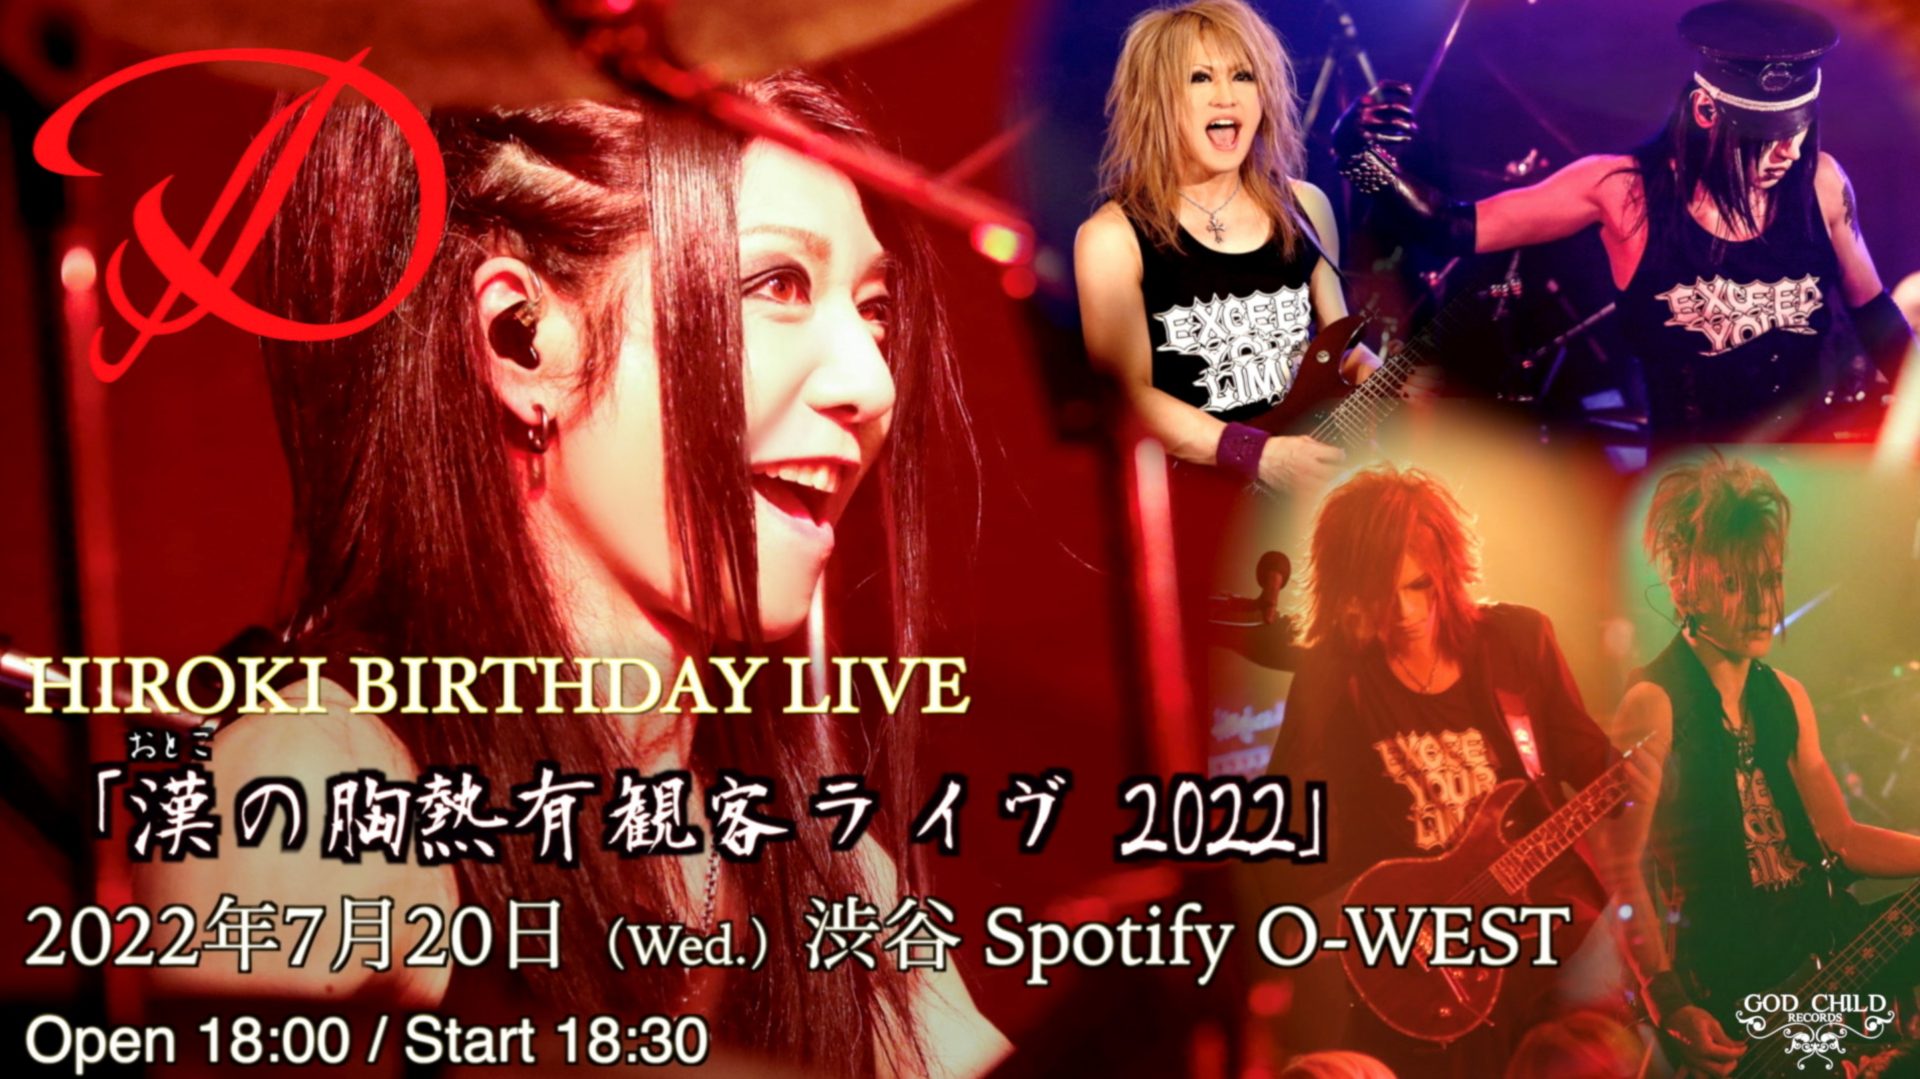 D
EXCEED
YOUR
LIMIT
EXCEED
YOUR
HIROKI BIRTHDAY LIVE
おとこ
「漢の胸熱有観客ライヴ 2022」
2022年7月20日（Wed.）渋谷 Spotify O-WEST
Open 18:00 / Start 18:30
GOD CHILD
RECORDS